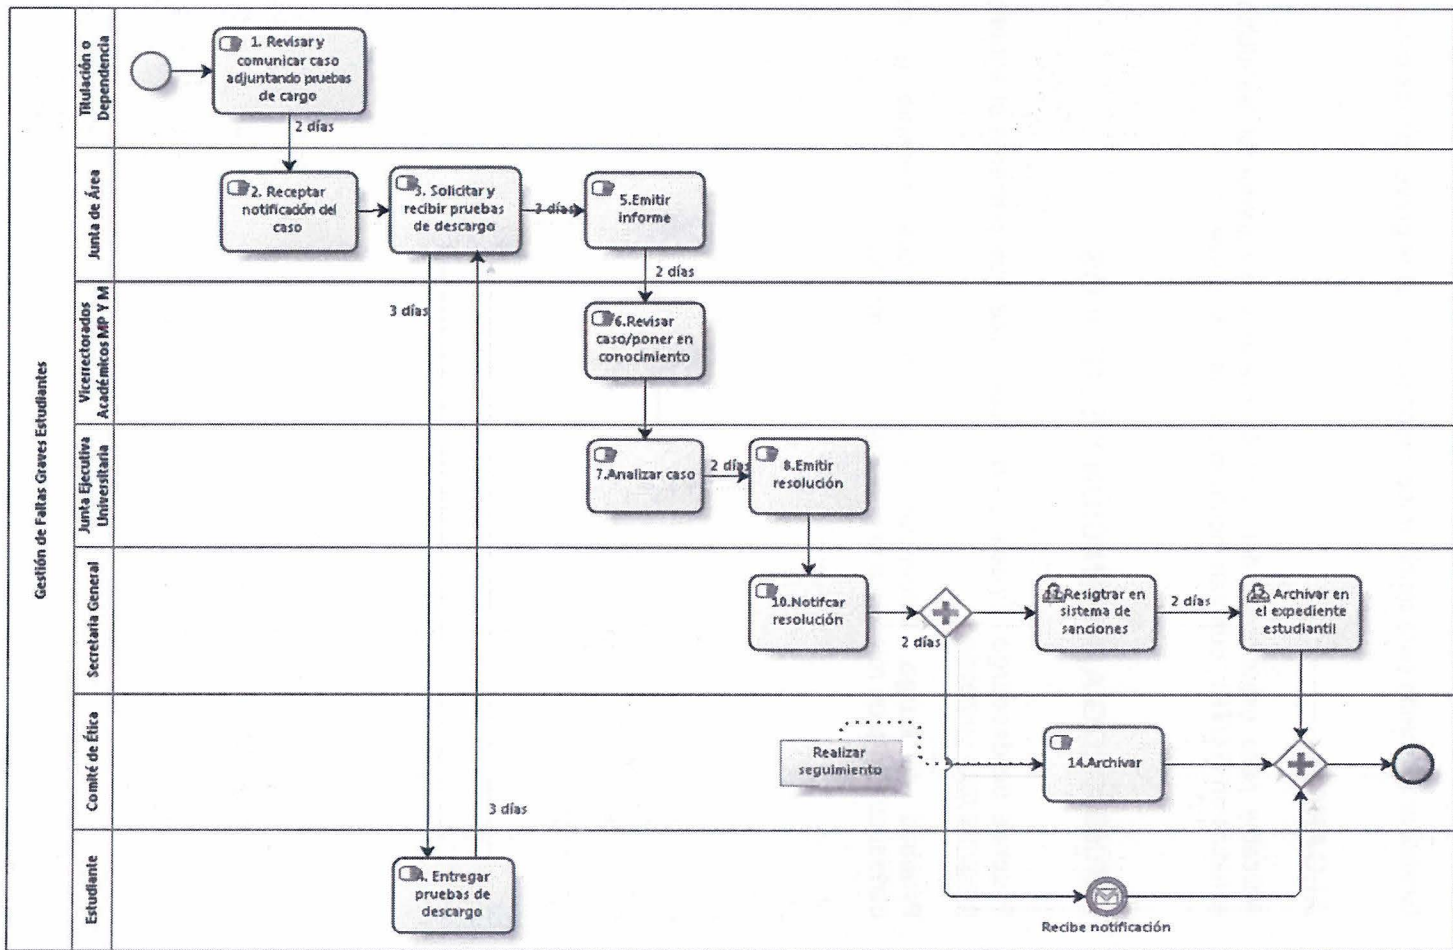 Gestión de Faltas Graves Estudiantes
Titulación o
Dependencia
1. Revisar y
comunicar caso
adjuntando pruebas
de cargo
2 días
Junta de Área
2. Receptar
notificación del
caso
3. Solicitar y
recibir pruebas
de descargo
3 días
5.Emitir
informe
2 días
3 días
Vicerrectorados
Académicos MP Y M
6.Revisar
caso/poner en
conocimiento
Junta Ejecutiva
Universitaria
7.Analizar caso
2 días
8.Emitir
resolución
Secretaria General
10.Notifcar
resolución
2 días
11.Resigtrar en
sistema de
sanciones
2 días
12. Archivar en
el expediente
estudiantil
Comité de Ética
Realizar
seguimiento
14.Archivar
3 días
Estudiante
4. Entregar
pruebas de
descargo
Recibe notificación